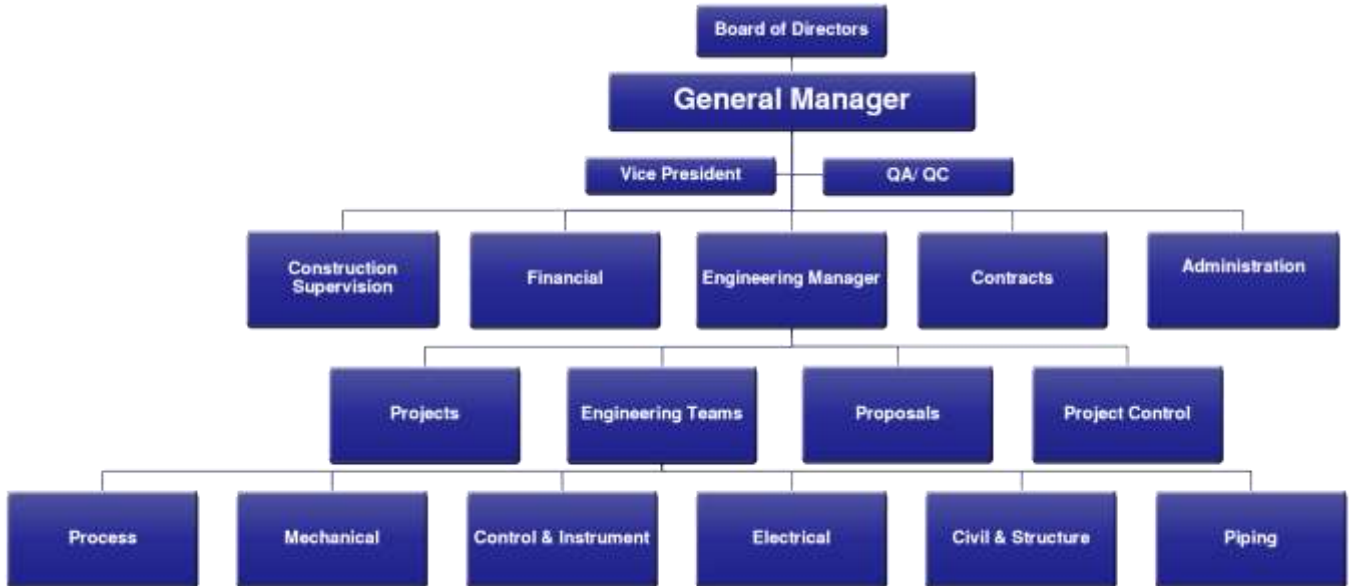 Board of Directors
General Manager
Vice President
QA/ QC
Construction
Supervision
Financial
Engineering Manager
Contracts
Administration
Projects
Engineering Teams
Proposals
Project Control
Process
Mechanical
Control & Instrument
Electrical
Civil & Structure
Piping